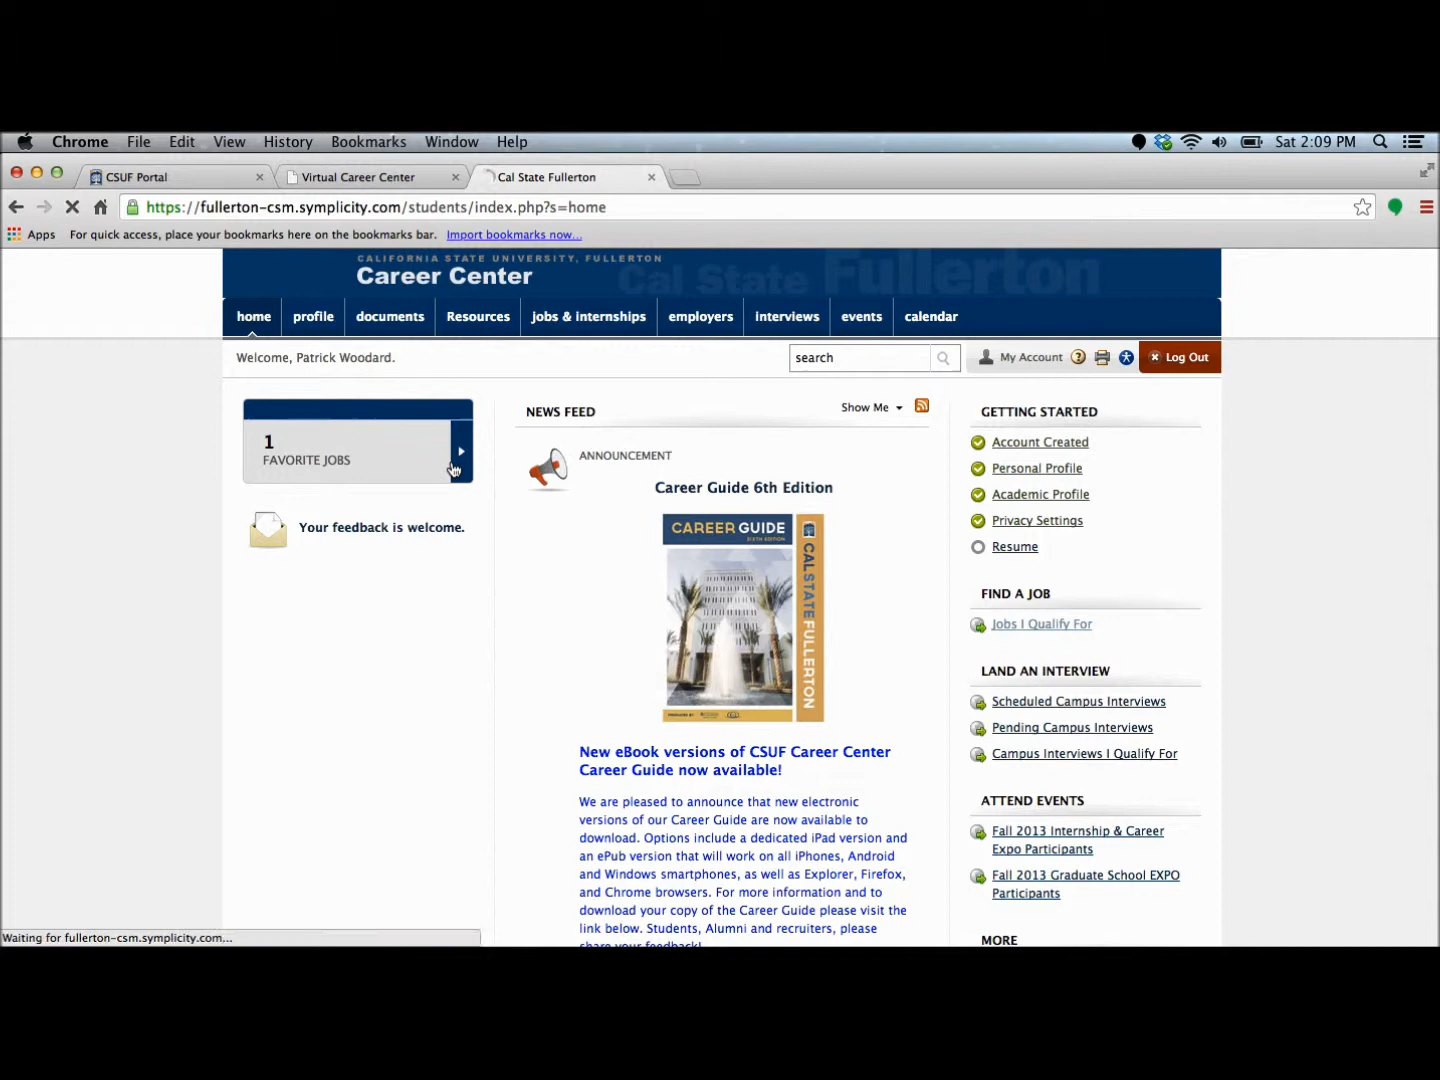 Chrome File Edit View History Bookmarks Window Help Sat 2:09 PM
CSUF Portal Virtual Career Center Cal State Fullerton
https://fullerton-csm.symplicity.com/students/index.php?s=home
Apps For quick access, place your bookmarks here on the bookmarks bar. Import bookmarks now...
CALIFORNIA STATE UNIVERSITY, FULLERTON
Career Center
Cal State Fullerton
home profile documents Resources jobs & internships employers interviews events calendar
Welcome, Patrick Woodard.
search
My Account
Log Out
1
FAVORITE JOBS
Your feedback is welcome.
NEWS FEED
Show Me
ANNOUNCEMENT
Career Guide 6th Edition
CAREER GUIDE
SIXTH EDITION
CAL STATE FULLERTON
New eBook versions of CSUF Career Center
Career Guide now available!
We are pleased to announce that new electronic
versions of our Career Guide are now available to
download. Options include a dedicated iPad version and
an ePub version that will work on all iPhones, Android
and Windows smartphones, as well as Explorer, Firefox,
and Chrome browsers. For more information and to
download your copy of the Career Guide please visit the
link below. Students, Alumni and recruiters, please
share your feedback!
GETTING STARTED
Account Created
Personal Profile
Academic Profile
Privacy Settings
Resume
FIND A JOB
Jobs I Qualify For
LAND AN INTERVIEW
Scheduled Campus Interviews
Pending Campus Interviews
Campus Interviews I Qualify For
ATTEND EVENTS
Fall 2013 Internship & Career
Expo Participants
Fall 2013 Graduate School EXPO
Participants
MORE
Waiting for fullerton-csm.symplicity.com...